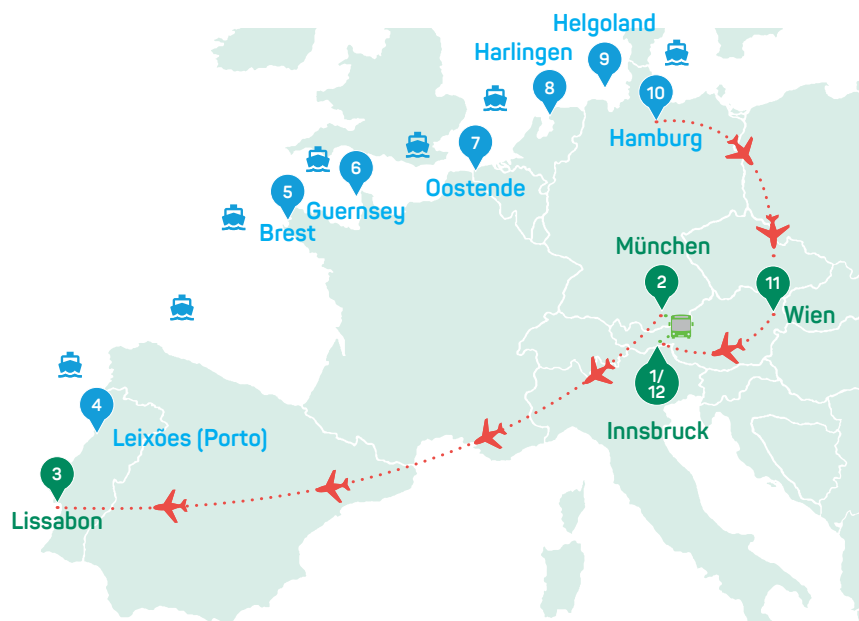 Helgoland
9
Harlingen
8
10
Hamburg
7
Oostende
6
Guernsey
5
Brest
München
2
11
Wien
1/
12
Innsbruck
4
Leixões (Porto)
3
Lissabon